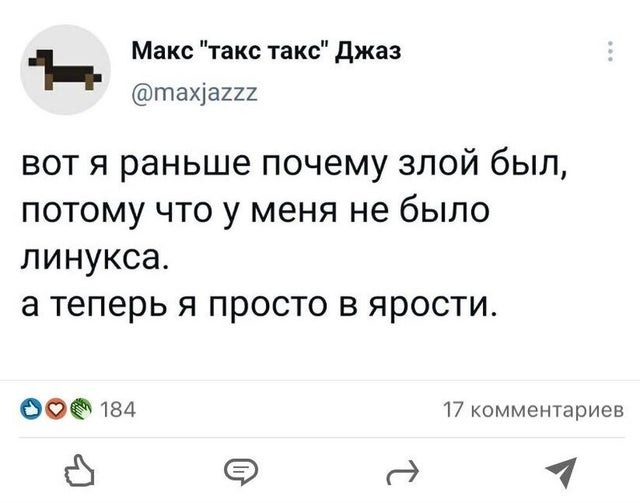 Макс "такс такс" Джаз
@maxjazzz
вот я раньше почему злой был,
потому что у меня не было
линукса.
а теперь я просто в ярости.
184
17 комментариев